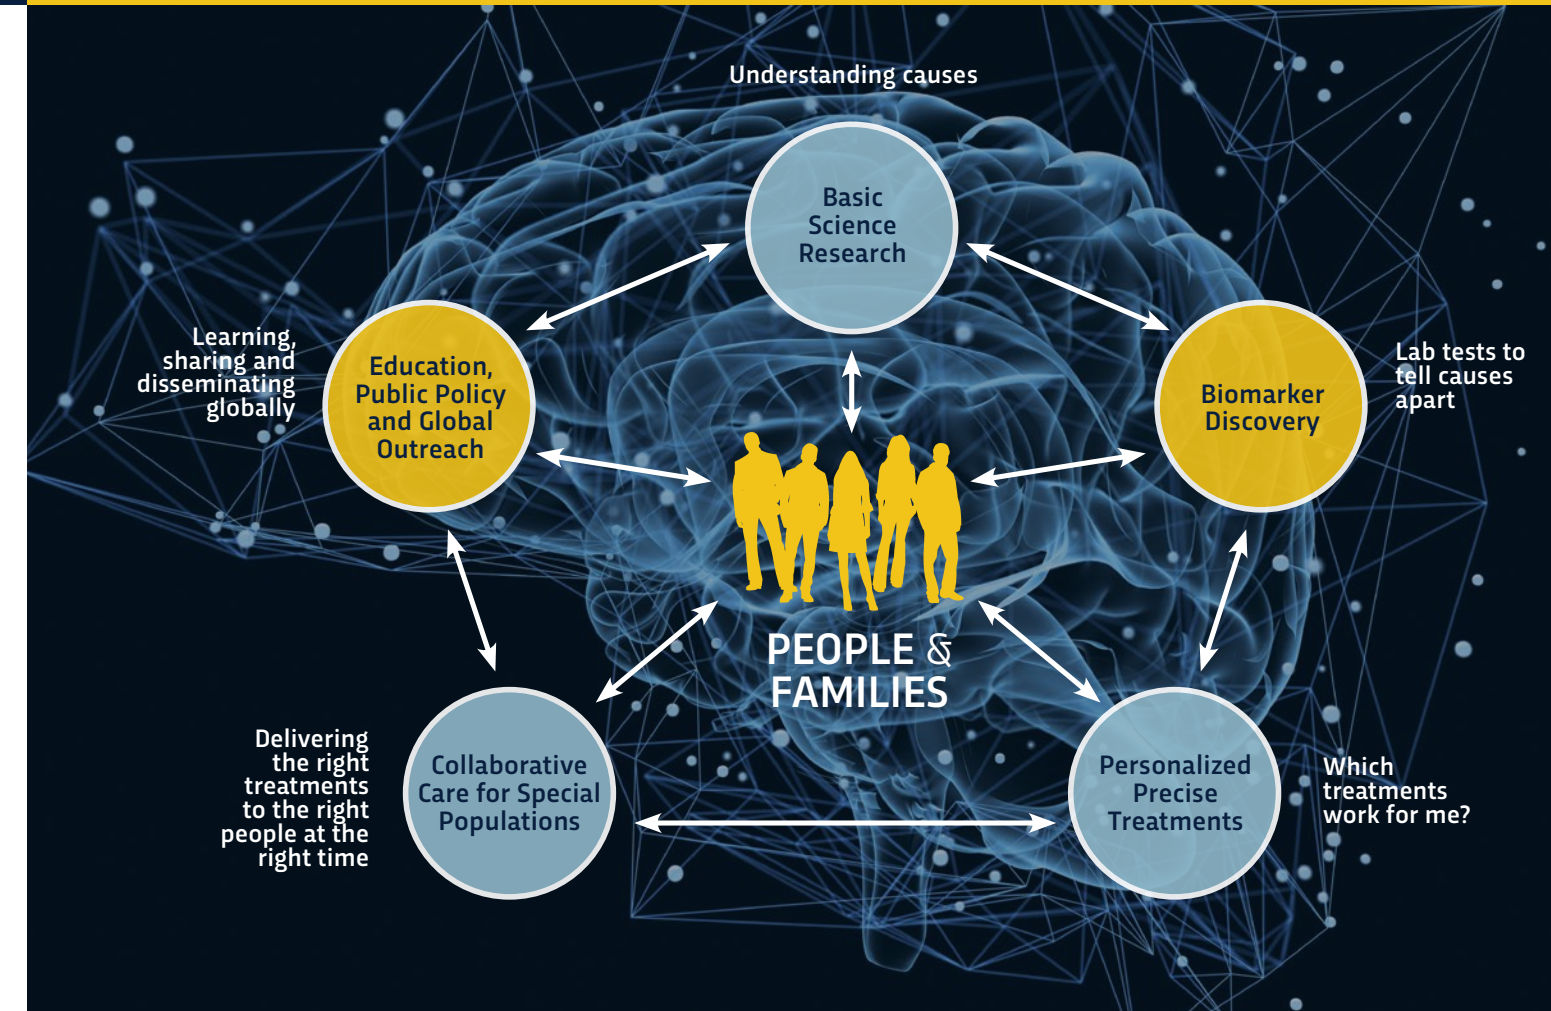 Understanding causes
Basic
Science
Research
Learning,
sharing and
disseminating
globally
Education,
Public Policy
and Global
Outreach
Biomarker
Discovery
Lab tests to
tell causes
apart
PEOPLE &
FAMILIES
Delivering
the right
treatments
to the right
people at the
right time
Collaborative
Care for Special
Populations
Personalized
Precise
Treatments
Which
treatments
work for me?